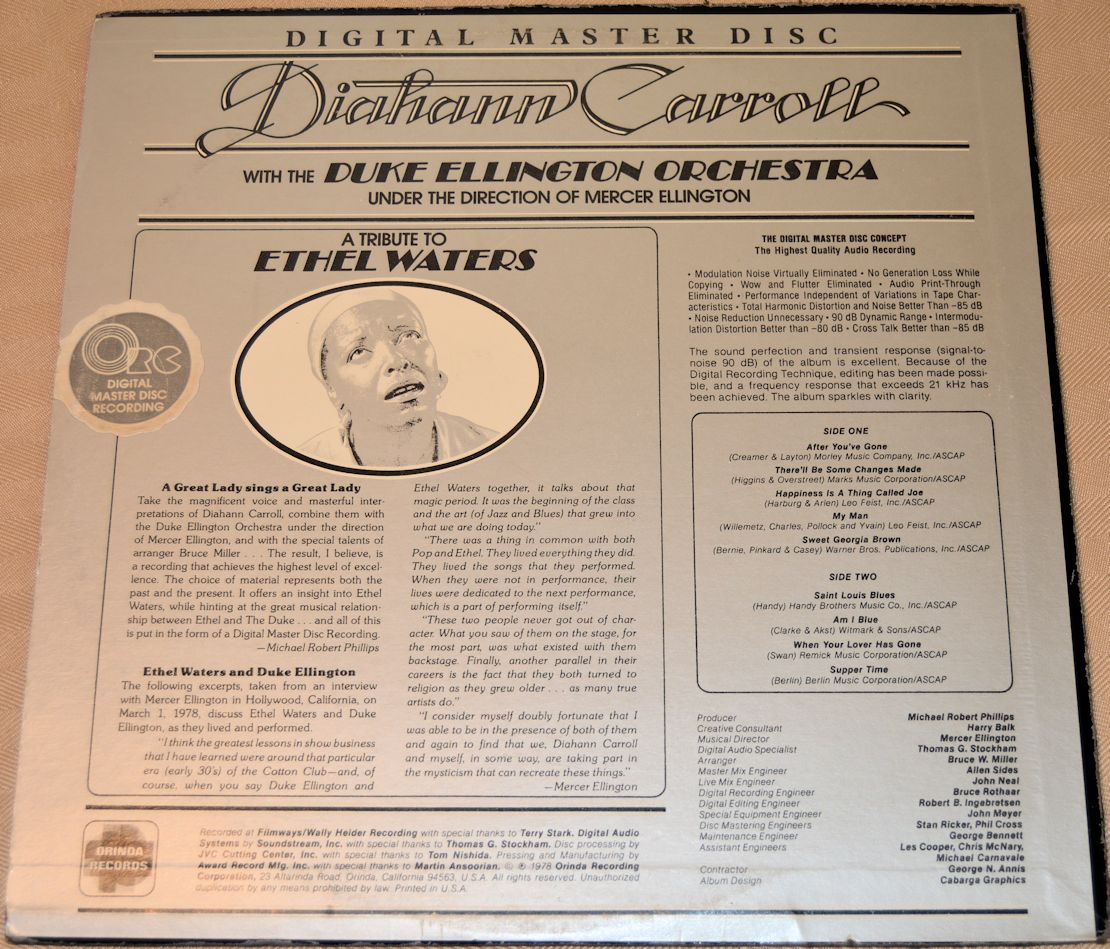 DIGITAL MASTER DISC
Diahann Carroll
WITH THE DUKE ELLINGTON ORCHESTRA
UNDER THE DIRECTION OF MERCER ELLINGTON
A TRIBUTE TO
ETHEL WATERS
ORC
DIGITAL
MASTER DISC
RECORDING
A Great Lady sings a Great Lady
Take the magnificent voice and masterful inter-
pretations of Diahann Carroll, combine them with
the Duke Ellington Orchestra under the direction
of Mercer Ellington, and with the special talents of
arranger Bruce Miller . . . The result, I believe, is
a recording that achieves the highest level of excel-
lence. The choice of material represents both the
past and the present. It offers an insight into Ethel
Waters, while hinting at the great musical relation-
ship between Ethel and The Duke . . . and all of this
is put in the form of a Digital Master Disc Recording.
—Michael Robert Phillips
Ethel Waters and Duke Ellington
The following excerpts, taken from an interview
with Mercer Ellington in Hollywood, California, on
March 1, 1978, discuss Ethel Waters and Duke
Ellington, as they lived and performed.
"I think the greatest lessons in show business
that I have learned were around that particular
era (early 30's) of the Cotton Club—and, of
course, when you say Duke Ellington and
Ethel Waters together, it talks about that
magic period. It was the beginning of the class
and the art (of Jazz and Blues) that grew into
what we are doing today."
"There was a thing in common with both
Pop and Ethel. They lived everything they did.
They lived the songs that they performed.
When they were not in performance, their
lives were dedicated to the next performance,
which is a part of performing itself."
"These two people never got out of char-
acter. What you saw of them on the stage, for
the most part, was what existed with them
backstage. Finally, another parallel in their
careers is the fact that they both turned to
religion as they grew older . . . as many true
artists do."
"I consider myself doubly fortunate that I
was able to be in the presence of both of them
and again to find that we, Diahann Carroll
and myself, in some way, are taking part in
the mysticism that can recreate these things."
—Mercer Ellington
THE DIGITAL MASTER DISC CONCEPT
The Highest Quality Audio Recording
• Modulation Noise Virtually Eliminated • No Generation Loss While
Copying • Wow and Flutter Eliminated • Audio Print-Through
Eliminated • Performance Independent of Variations in Tape Char-
acteristics • Total Harmonic Distortion and Noise Better Than –85 dB
• Noise Reduction Unnecessary • 90 dB Dynamic Range • Intermodu-
lation Distortion Better than –80 dB • Cross Talk Better than –85 dB
The sound perfection and transient response (signal-to-
noise 90 dB) of the album is excellent. Because of the
Digital Recording Technique, editing has been made possi-
ble, and a frequency response that exceeds 21 kHz has
been achieved. The album sparkles with clarity.
SIDE ONE
After You've Gone
(Creamer & Layton) Morley Music Company, Inc./ASCAP
There'll Be Some Changes Made
(Higgins & Overstreet) Marks Music Corporation/ASCAP
Happiness Is A Thing Called Joe
(Harburg & Arlen) Leo Feist, Inc./ASCAP
My Man
(Willemetz, Charles, Pollock and Yvain) Leo Feist, Inc./ASCAP
Sweet Georgia Brown
(Bernie, Pinkard & Casey) Warner Bros. Publications, Inc./ASCAP
SIDE TWO
Saint Louis Blues
(Handy) Handy Brothers Music Co., Inc./ASCAP
Am I Blue
(Clarke & Akst) Witmark & Sons/ASCAP
When Your Lover Has Gone
(Swan) Remick Music Corporation/ASCAP
Supper Time
(Berlin) Berlin Music Corporation/ASCAP
Producer Michael Robert Phillips
Creative Consultant Harry Balk
Musical Director Mercer Ellington
Digital Audio Specialist Thomas G. Stockham
Arranger Bruce W. Miller
Master Mix Engineer Allen Sides
Live Mix Engineer John Neal
Digital Recording Engineer Bruce Rothaar
Digital Editing Engineer Robert B. Ingebretsen
Special Equipment Engineer John Meyer
Disc Mastering Engineers Stan Ricker, Phil Cross
Maintenance Engineer George Bennett
Assistant Engineers Les Cooper, Chris McNary,
Michael Carnavale
Contractor George N. Annis
Album Design Cabarga Graphics
ORINDA
RECORDS
Recorded at Filmways/Wally Heider Recording with special thanks to Terry Stark. Digital Audio
Systems by Soundstream, Inc. with special thanks to Thomas G. Stockham. Disc processing by
JVC Cutting Center, Inc. with special thanks to Tom Nishida. Pressing and Manufacturing by
Award Record Mfg. Inc. with special thanks to Martin Ansoorian. © ℗ 1978 Orinda Recording
Corporation, 23 Altarinda Road, Orinda, California 94563, U.S.A. All rights reserved. Unauthorized
duplication by any means prohibited by law. Printed in U.S.A.